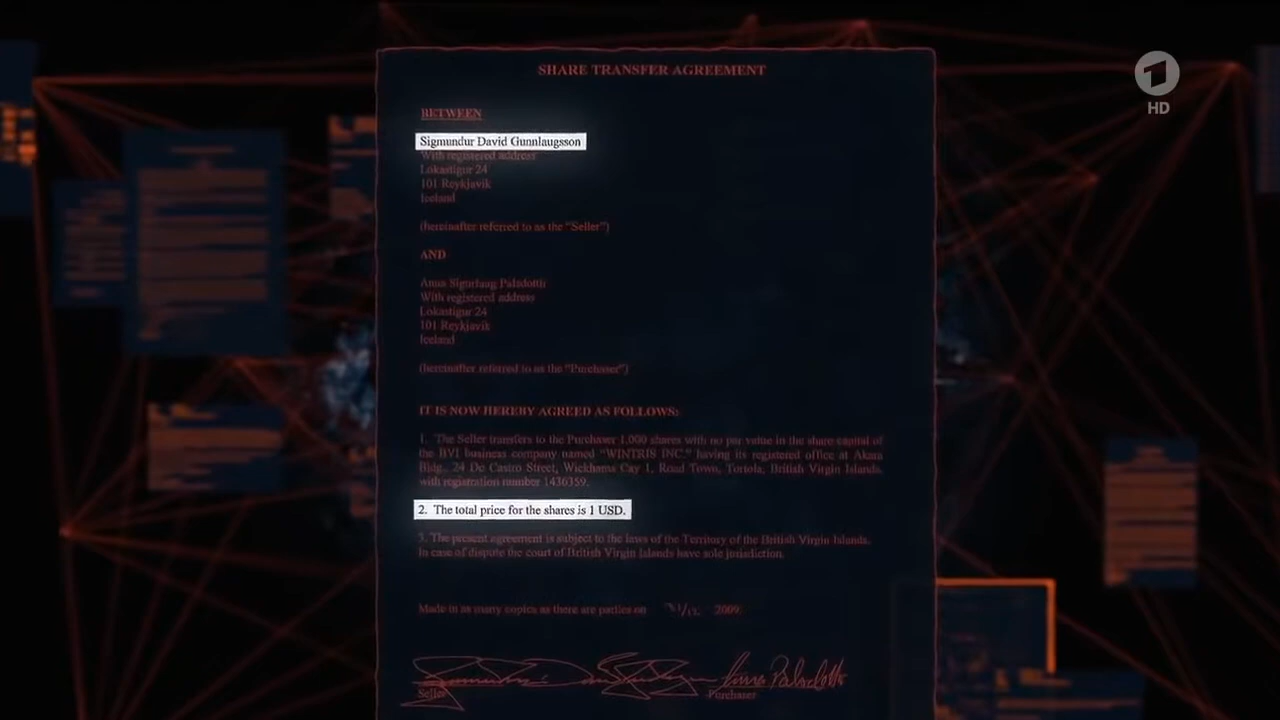 SHARE TRANSFER AGREEMENT
1
HD
BETWEEN
Sigmundur David Gunnlaugsson
With registered address
Lokastigur 24
101 Reykjavik
Iceland
(hereinafter referred to as the "Seller")
AND
Anna Sigurlaug Palsdottir
With registered address
Lokastigur 24
101 Reykjavik
Iceland
(hereinafter referred to as the "Purchaser")
IT IS NOW HEREBY AGREED AS FOLLOWS:
1. The Seller transfers to the Purchaser 1,000 shares with no par value in the share capital of
the BVI business company named "WINTRIS INC." having its registered office at Akara
Bldg., 24 De Castro Street, Wickhams Cay 1, Road Town, Tortola, British Virgin Islands,
with registration number 1436359.
2. The total price for the shares is 1 USD.
3. The present agreement is subject to the laws of the Territory of the British Virgin Islands.
In case of dispute the court of British Virgin Islands have sole jurisdiction.
Made in as many copies as there are parties on 2009.
Seller
Purchaser